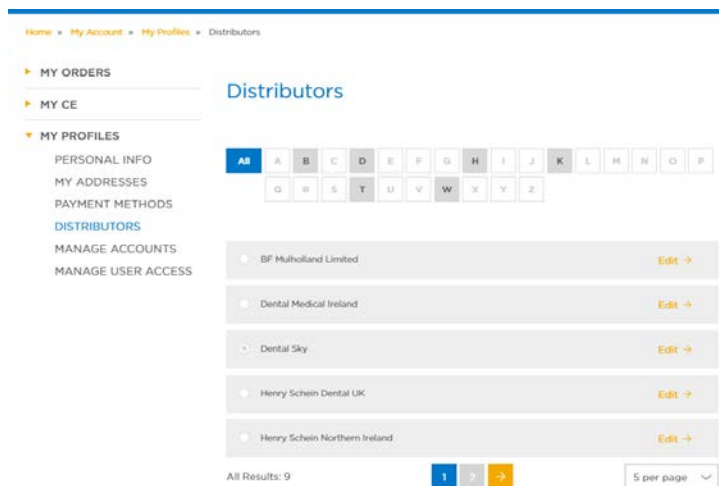 Home » My Account » My Profiles » Distributors
MY ORDERS
MY CE
MY PROFILES
PERSONAL INFO
MY ADDRESSES
PAYMENT METHODS
DISTRIBUTORS
MANAGE ACCOUNTS
MANAGE USER ACCESS
Distributors
All A B C D E F G H I J K L M N O P
Q R S T U V W X Y Z
BF Mulholland Limited Edit →
Dental Medical Ireland Edit →
Dental Sky Edit →
Henry Schein Dental UK Edit →
Henry Schein Northern Ireland Edit →
All Results: 9 1 2 → 5 per page